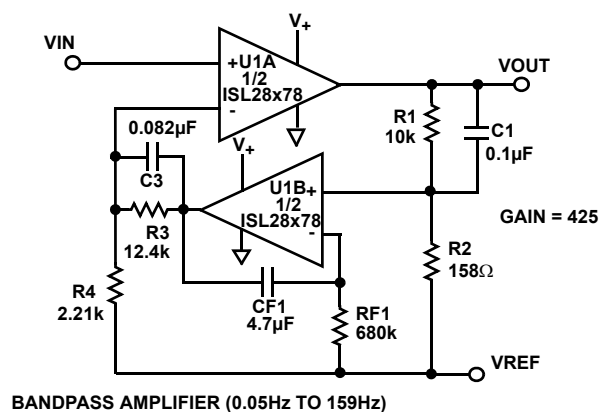 V+
VIN
+U1A
1/2
ISL28x78
-
VOUT
R1
10k
C1
0.1µF
0.082µF
C3
V+
U1B+
1/2
ISL28x78
-
GAIN = 425
R3
12.4k
R2
158Ω
R4
2.21k
CF1
4.7µF
RF1
680k
VREF
BANDPASS AMPLIFIER (0.05Hz TO 159Hz)